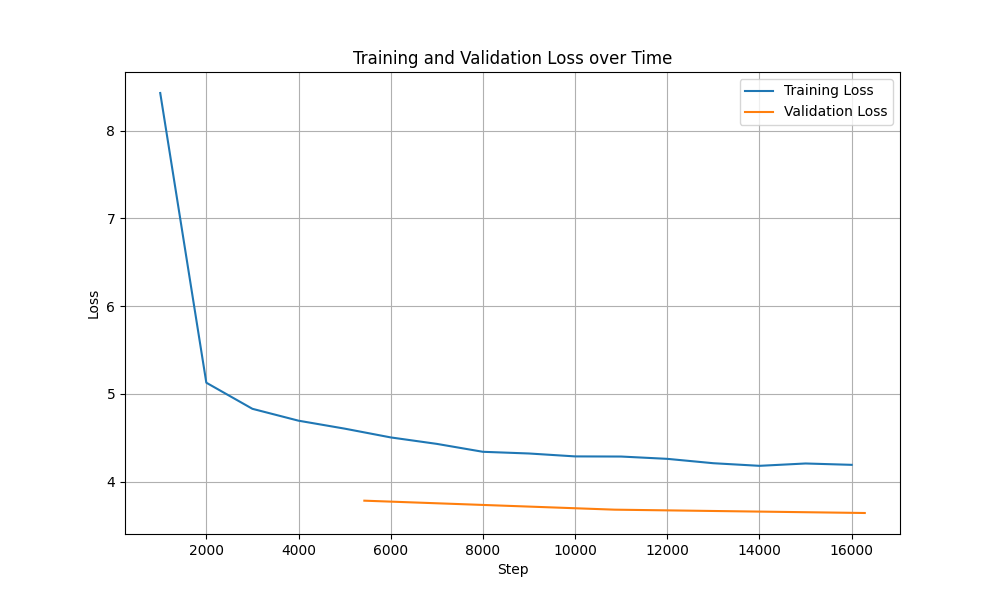 Training and Validation Loss over Time
Training Loss
Validation Loss
8
7
6
5
4
Loss
2000 4000 6000 8000 10000 12000 14000 16000
Step